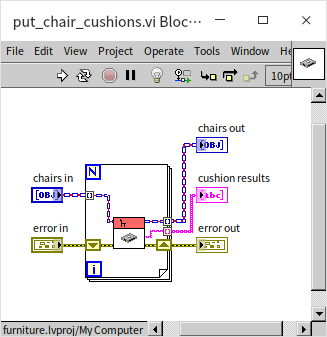 put_chair_cushions.vi Bloc...
File Edit View Project Operate Tools Window He
10pt
chairs out
OBJ]
chairs in
N
cushion results
[OBJ
abc]
error in
error out
i
furniture.lvproj/My Computer